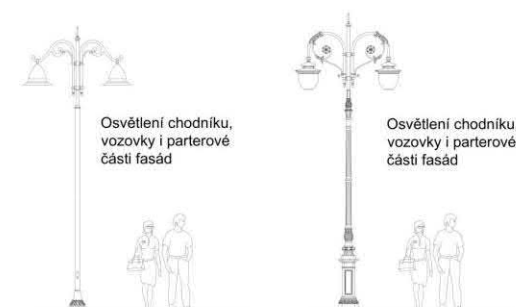 Osvětlení chodníku,
vozovky i parterové
části fasád
Osvětlení chodníku
vozovky i parterové
části fasád